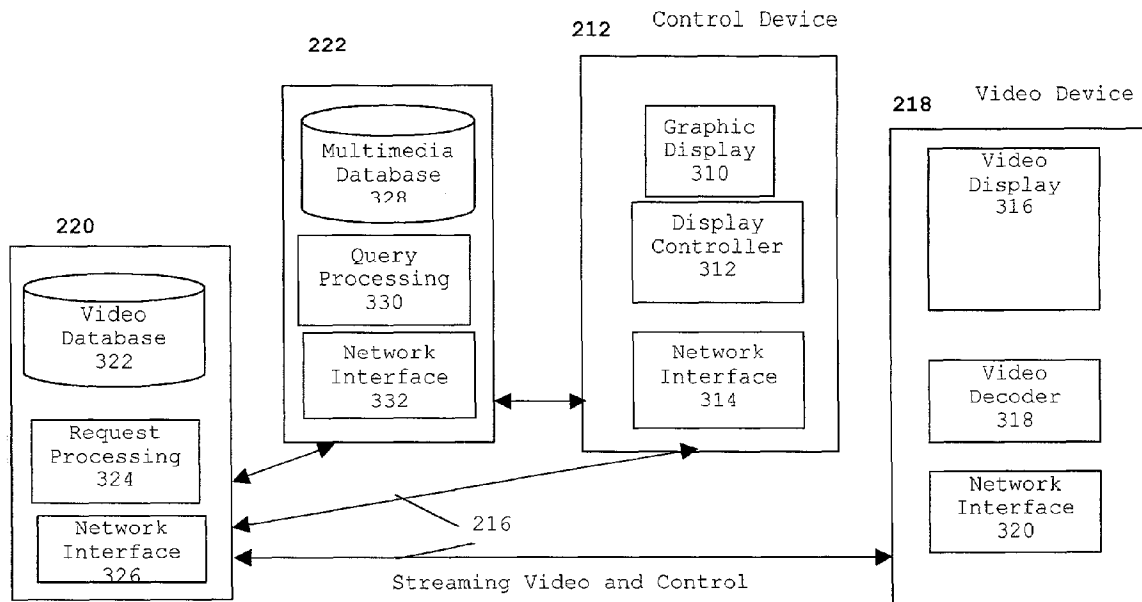 Control Device
212
222
218
Video Device
Graphic
Display
310
Multimedia
Database
328
Video
Display
316
220
Display
Controller
312
Query
Processing
330
Video
Database
322
Network
Interface
332
Network
Interface
314
Video
Decoder
318
Request
Processing
324
Network
Interface
320
Network
Interface
326
216
Streaming Video and Control